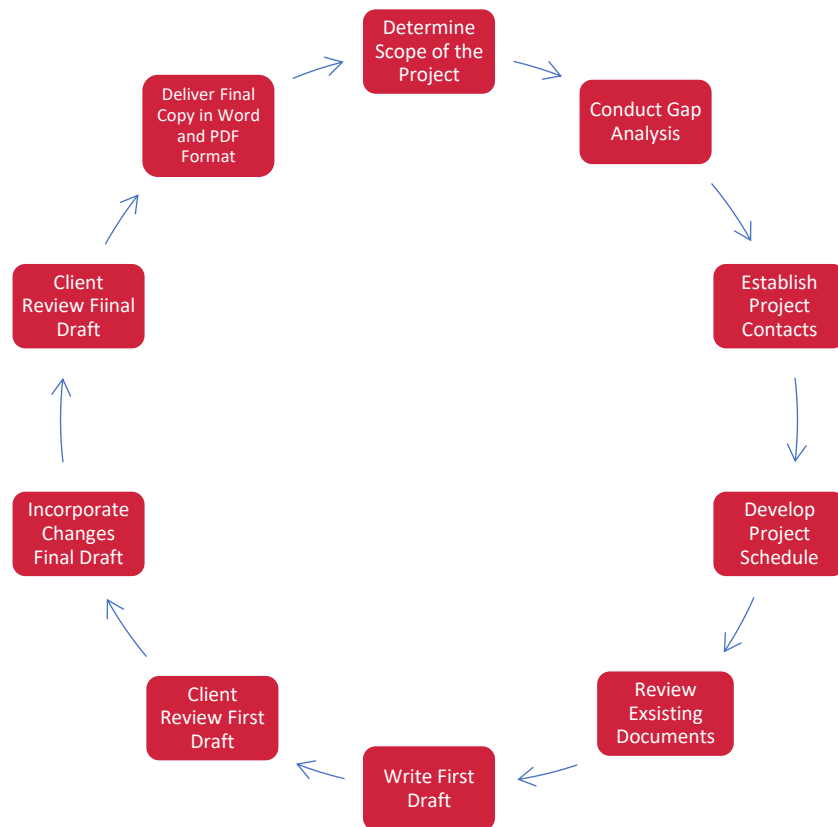 Determine
Scope of the
Project
Conduct Gap
Analysis
Establish
Project
Contacts
Develop
Project
Schedule
Review
Exsisting
Documents
Write First
Draft
Client
Review First
Draft
Incorporate
Changes
Final Draft
Client
Review Fiinal
Draft
Deliver Final
Copy in Word
and PDF
Format